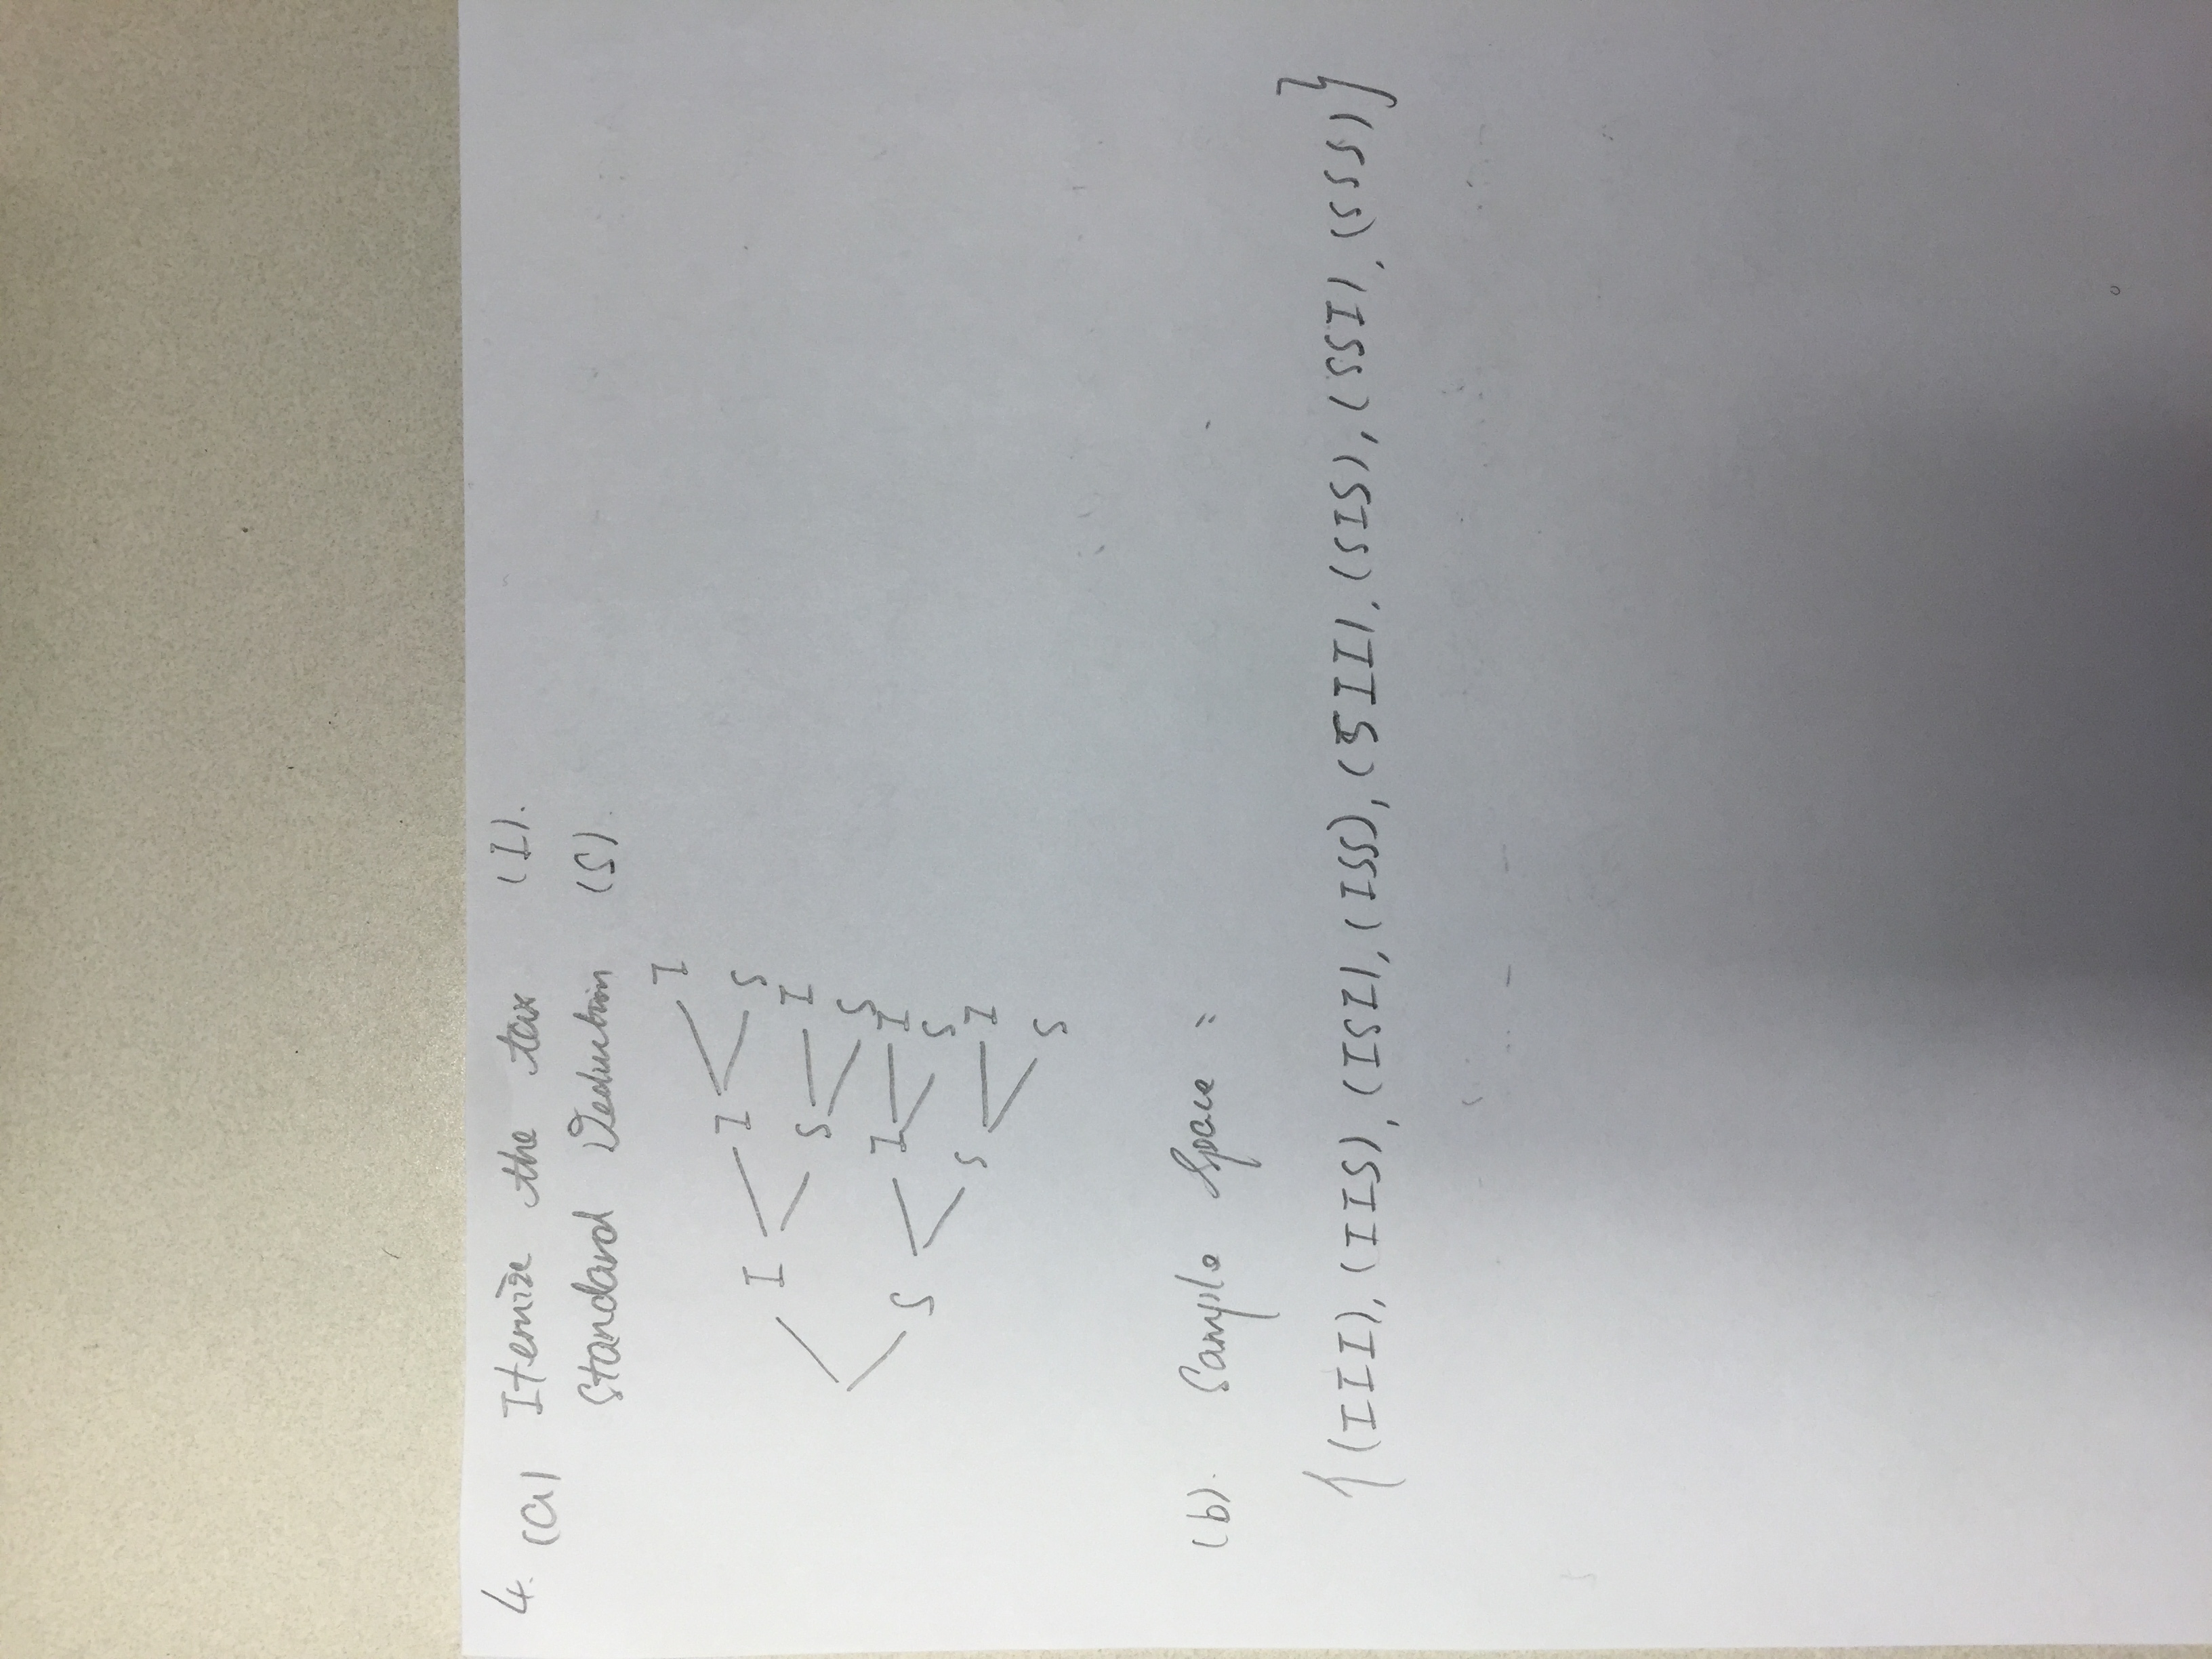 4. (a) Itemize the tax (I).
Standard Deduction (S).
I
I
S
I
S
I
S
I
I
S
S
S
I
S
(b). Sample Space :
{(III), (IIS), (ISI), (ISS), (SII), (SIS), (SSI), (SSS)}